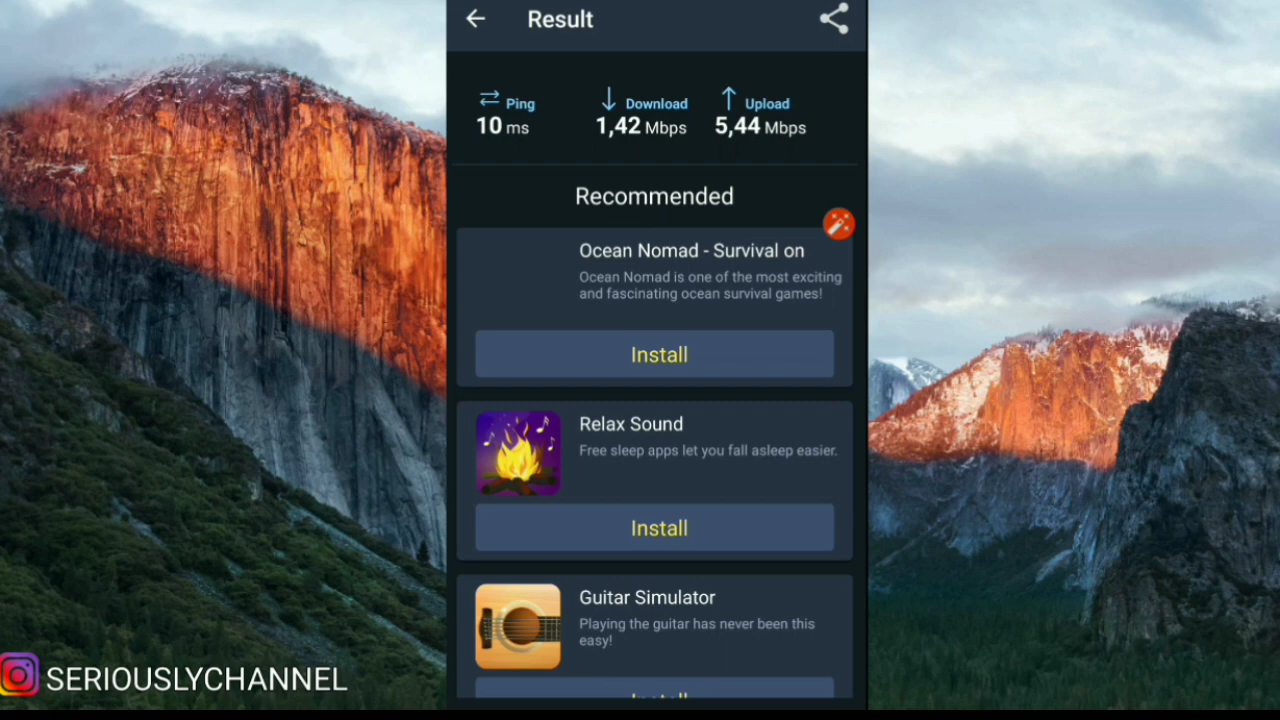 Result
Ping
10 ms
Download
1,42 Mbps
Upload
5,44 Mbps
Recommended
Ocean Nomad - Survival on
Ocean Nomad is one of the most exciting
and fascinating ocean survival games!
Install
Relax Sound
Free sleep apps let you fall asleep easier.
Install
Guitar Simulator
Playing the guitar has never been this
easy!
Install
SERIOUSLYCHANNEL